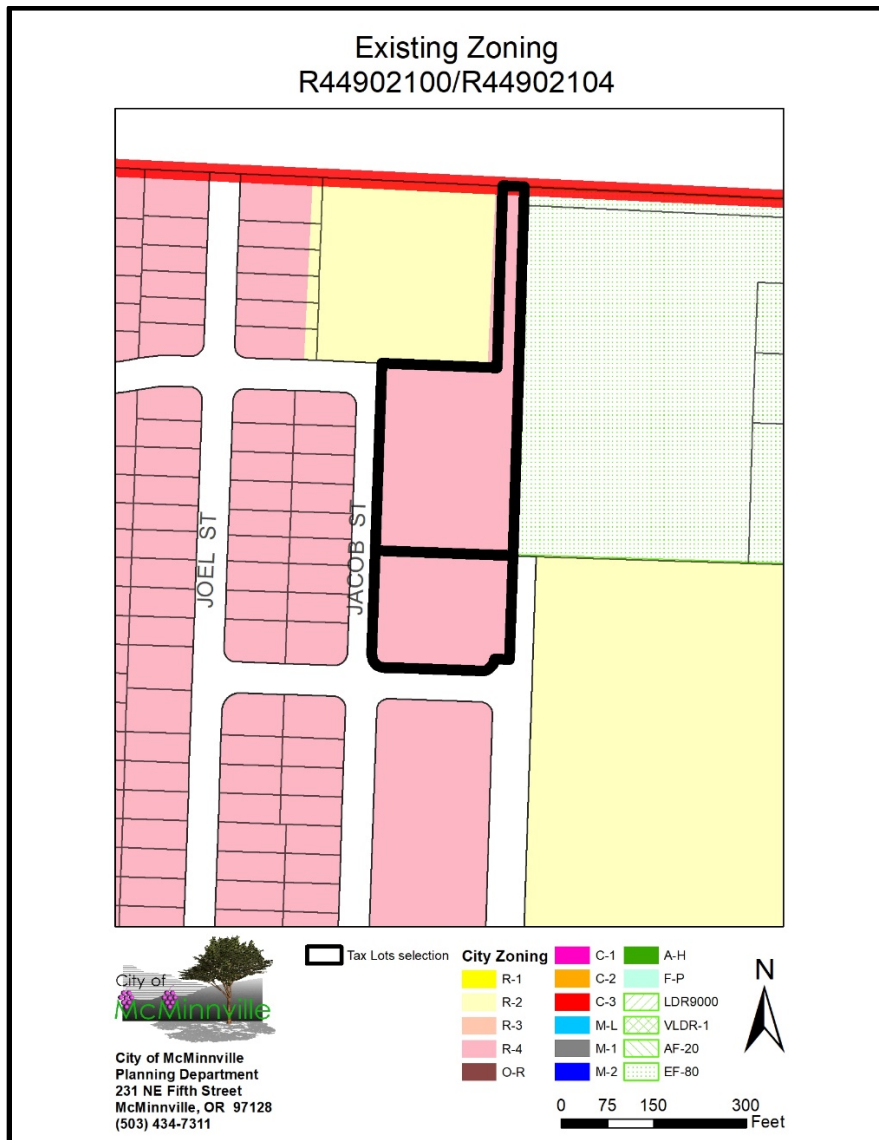 Existing Zoning
R44902100/R44902104
JOEL ST
JACOB ST
City of
McMinnville
City of McMinnville
Planning Department
231 NE Fifth Street
McMinnville, OR 97128
(503) 434-7311
Tax Lots selection
City Zoning
R-1
R-2
R-3
R-4
O-R
C-1
C-2
C-3
M-L
M-1
M-2
A-H
F-P
LDR9000
VLDR-1
AF-20
EF-80
N
0 75 150 300
Feet